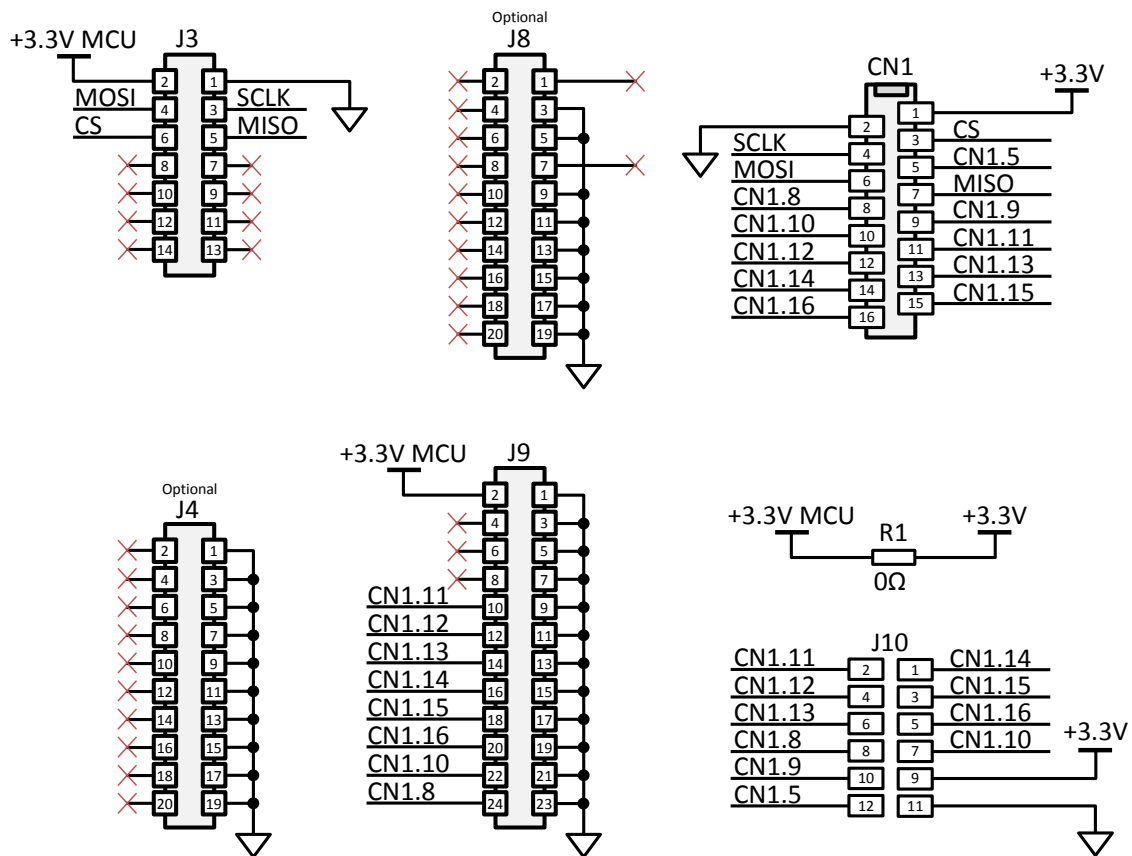 +3.3V MCU
J3
2 1
MOSI 4 3 SCLK
CS 6 5 MISO
8 7
10 9
12 11
14 13
Optional
J8
2 1
4 3
6 5
8 7
10 9
12 11
14 13
16 15
18 17
20 19
CN1
+3.3V
1
2
3 CS
SCLK 4
5 CN1.5
MOSI 6
7 MISO
CN1.8 8
9 CN1.9
CN1.10 10
11 CN1.11
CN1.12 12
13 CN1.13
CN1.14 14
15 CN1.15
CN1.16 16
Optional
J4
2 1
4 3
6 5
8 7
10 9
12 11
14 13
16 15
18 17
20 19
+3.3V MCU
J9
2 1
4 3
6 5
8 7
CN1.11 10 9
CN1.12 12 11
CN1.13 14 13
CN1.14 16 15
CN1.15 18 17
CN1.16 20 19
CN1.10 22 21
CN1.8 24 23
+3.3V MCU
R1
0Ω
+3.3V
J10
CN1.11 2 1 CN1.14
CN1.12 4 3 CN1.15
CN1.13 6 5 CN1.16
CN1.8 8 7 CN1.10
+3.3V
CN1.9 10 9
CN1.5 12 11